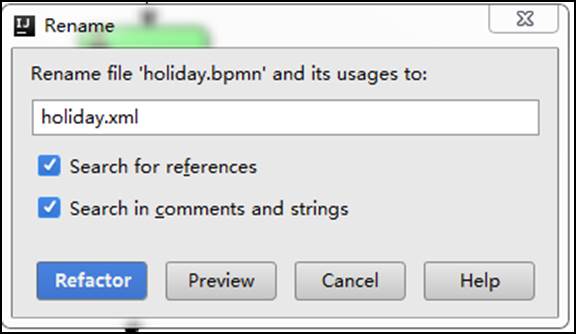 IJ Rename
Rename file 'holiday.bpmn' and its usages to:
holiday.xml
Search for references
Search in comments and strings
Refactor Preview Cancel Help